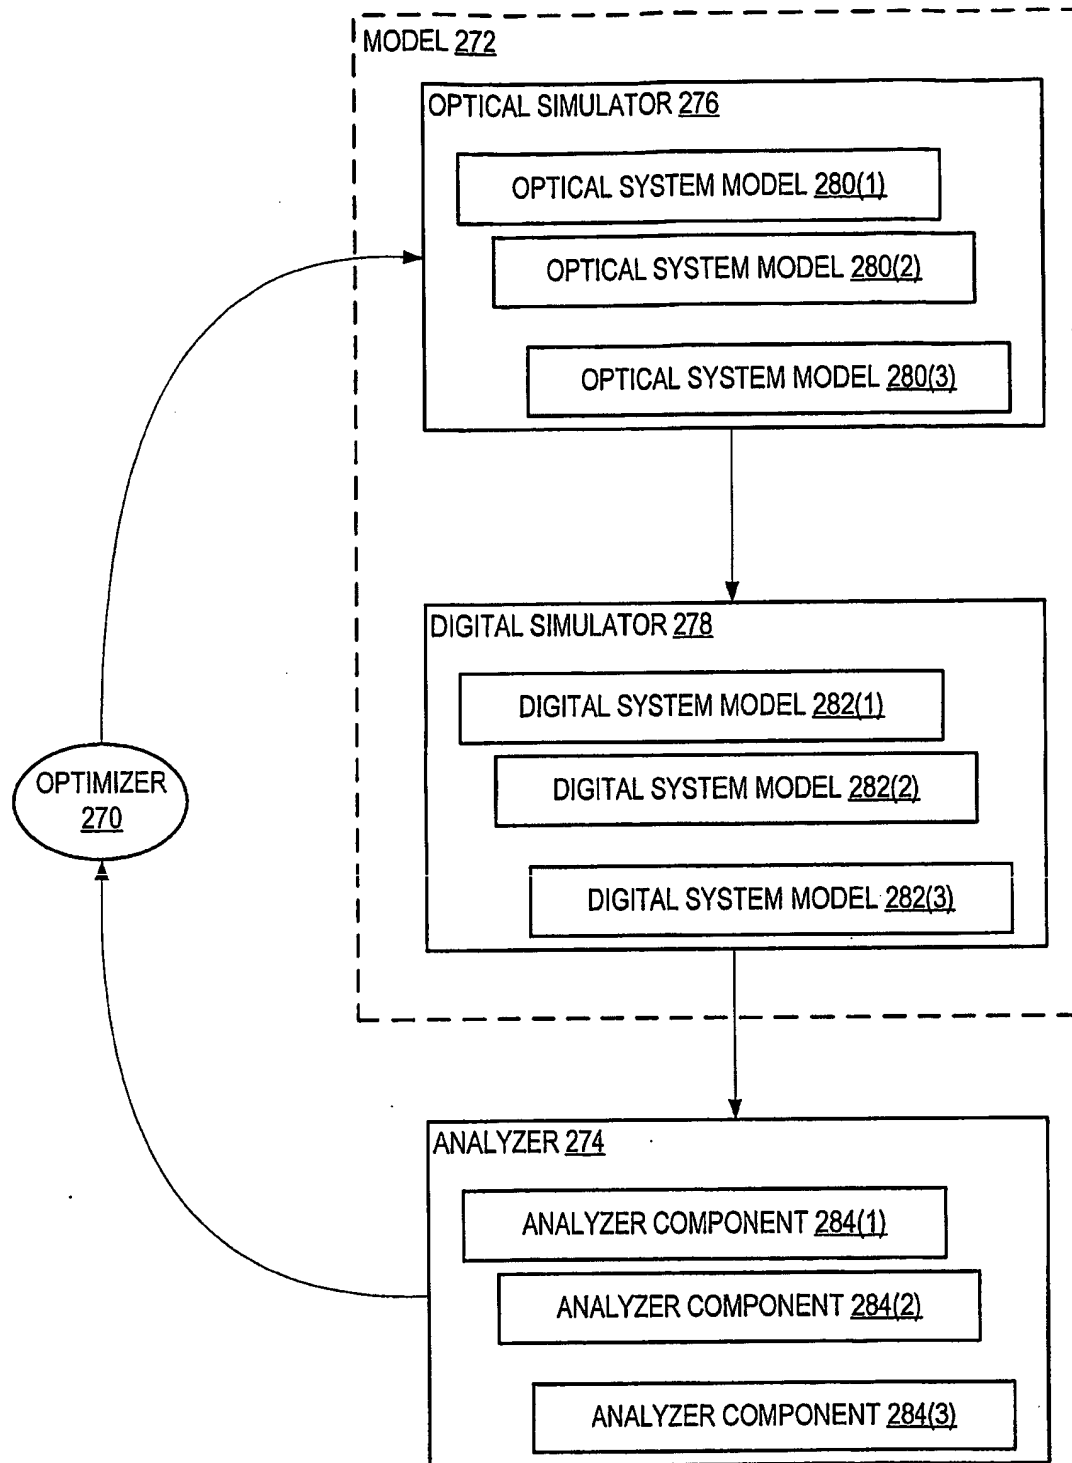 MODEL 272
OPTICAL SIMULATOR 276
OPTICAL SYSTEM MODEL 280(1)
OPTICAL SYSTEM MODEL 280(2)
OPTICAL SYSTEM MODEL 280(3)
DIGITAL SIMULATOR 278
DIGITAL SYSTEM MODEL 282(1)
DIGITAL SYSTEM MODEL 282(2)
DIGITAL SYSTEM MODEL 282(3)
OPTIMIZER
270
ANALYZER 274
ANALYZER COMPONENT 284(1)
ANALYZER COMPONENT 284(2)
ANALYZER COMPONENT 284(3)